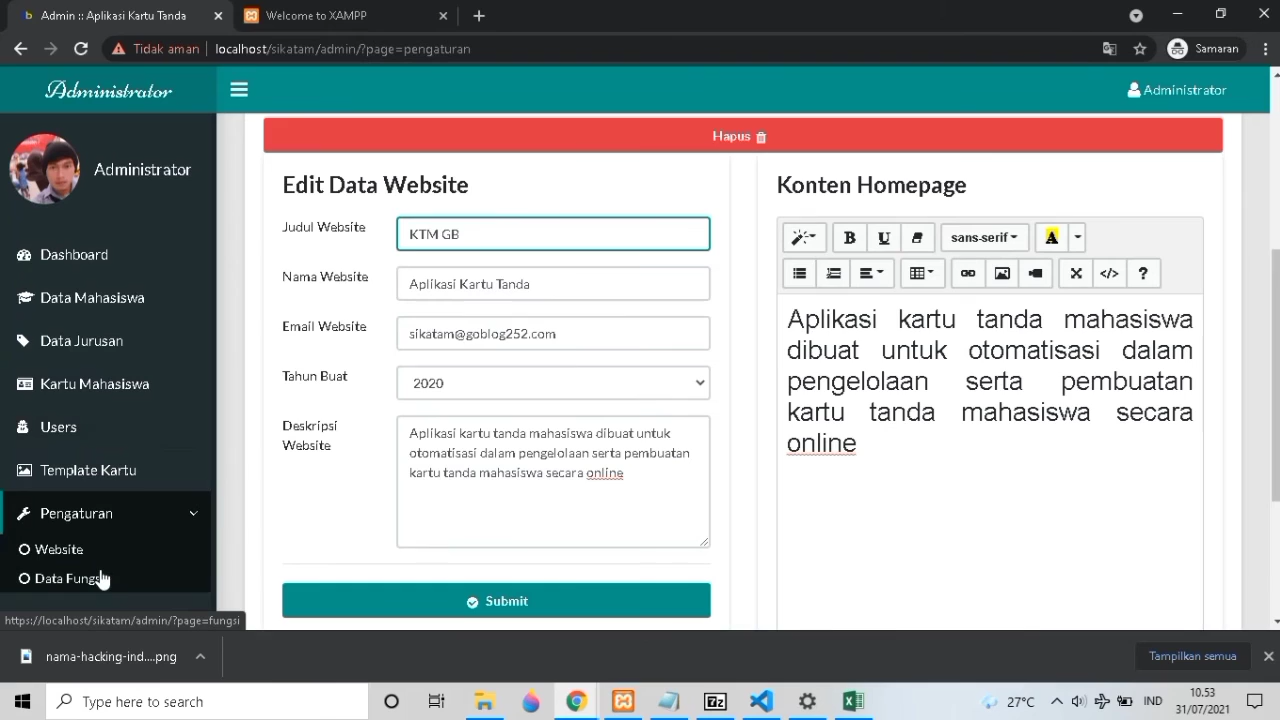 Admin :: Aplikasi Kartu Tanda
Welcome to XAMPP
Tidak aman
localhost/sikatam/admin/?page=pengaturan
Samaran
Administrator
Administrator
Administrator
Dashboard
Data Mahasiswa
Data Jurusan
Kartu Mahasiswa
Users
Template Kartu
Pengaturan
Website
Data Fungsi
https://localhost/sikatam/admin/?page=fungsi
Hapus
Edit Data Website
Judul Website
KTM GB
Nama Website
Aplikasi Kartu Tanda
Email Website
sikatam@goblog252.com
Tahun Buat
2020
Deskripsi
Website
Aplikasi kartu tanda mahasiswa dibuat untuk
otomatisasi dalam pengelolaan serta pembuatan
kartu tanda mahasiswa secara online
Submit
Konten Homepage
B U
sans-serif
A
</>
?
Aplikasi kartu tanda mahasiswa
dibuat untuk otomatisasi dalam
pengelolaan serta pembuatan
kartu tanda mahasiswa secara
online
nama-hacking-ind....png
Tampilkan semua
Type here to search
27°C
IND
10.53
31/07/2021